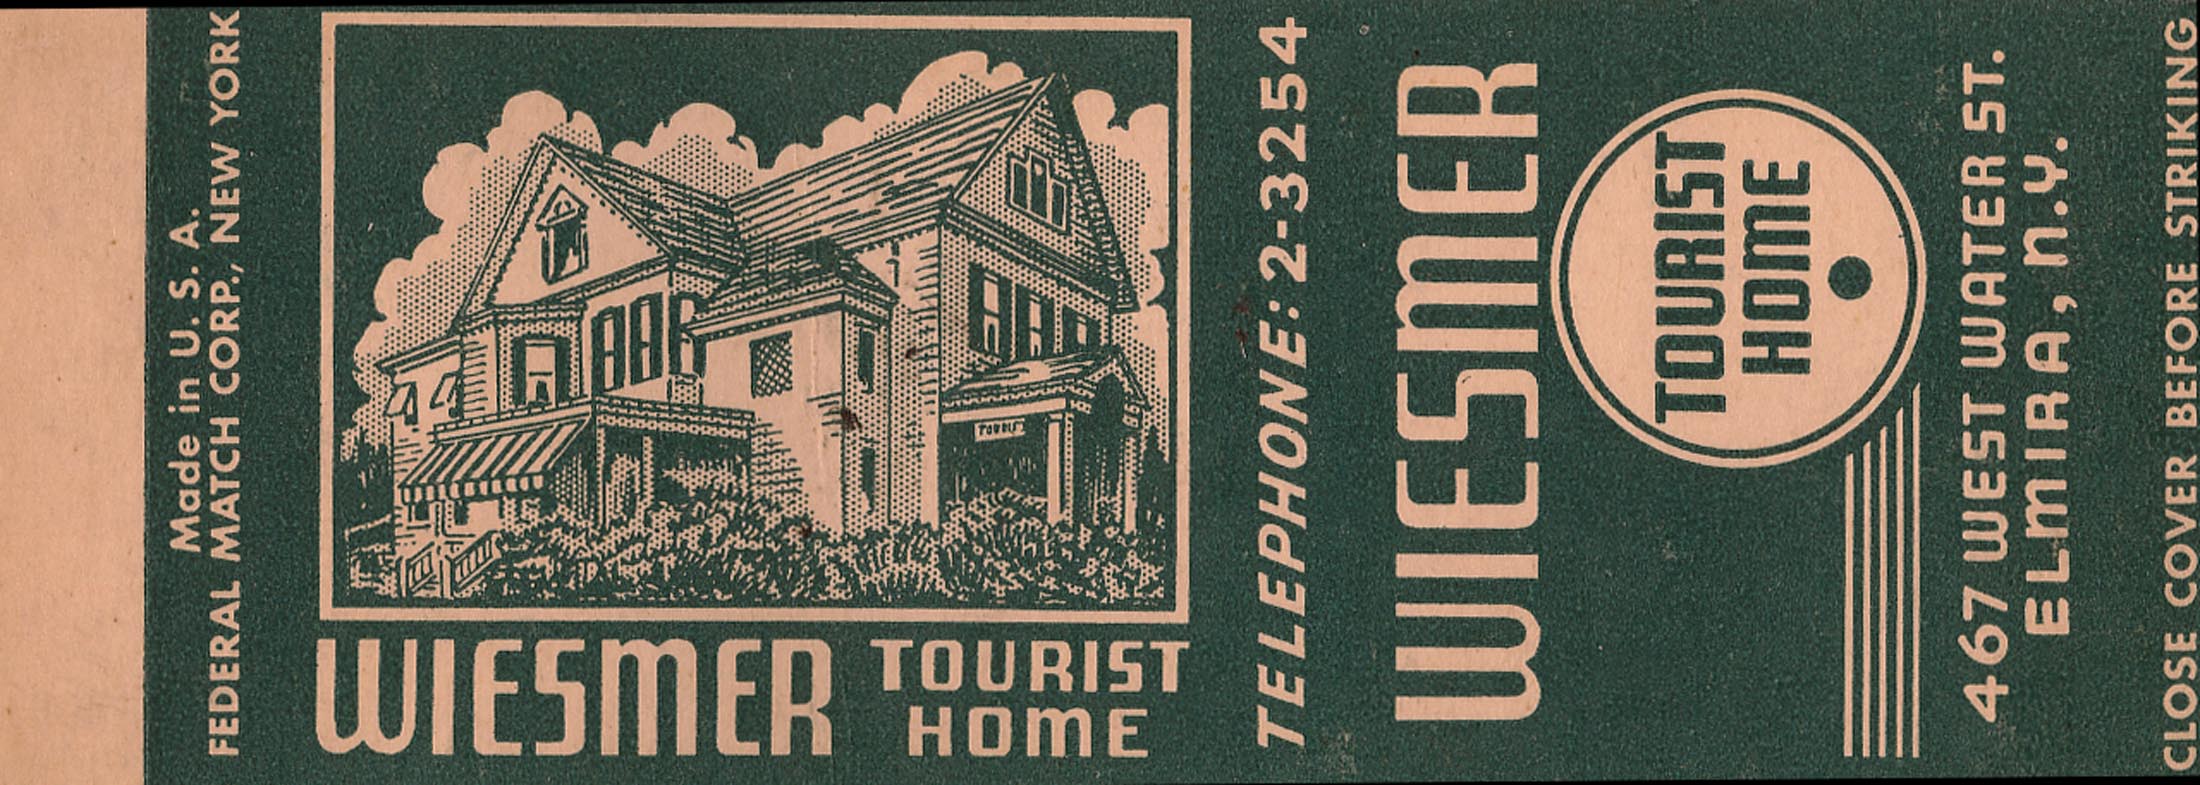 Made in U. S. A.
FEDERAL MATCH CORP., NEW YORK
WIESMER TOURIST
HOME
TELEPHONE: 2-3254
WIESMER
TOURIST
HOME
467 WEST WATER ST.
ELMIRA, N.Y.
CLOSE COVER BEFORE STRIKING